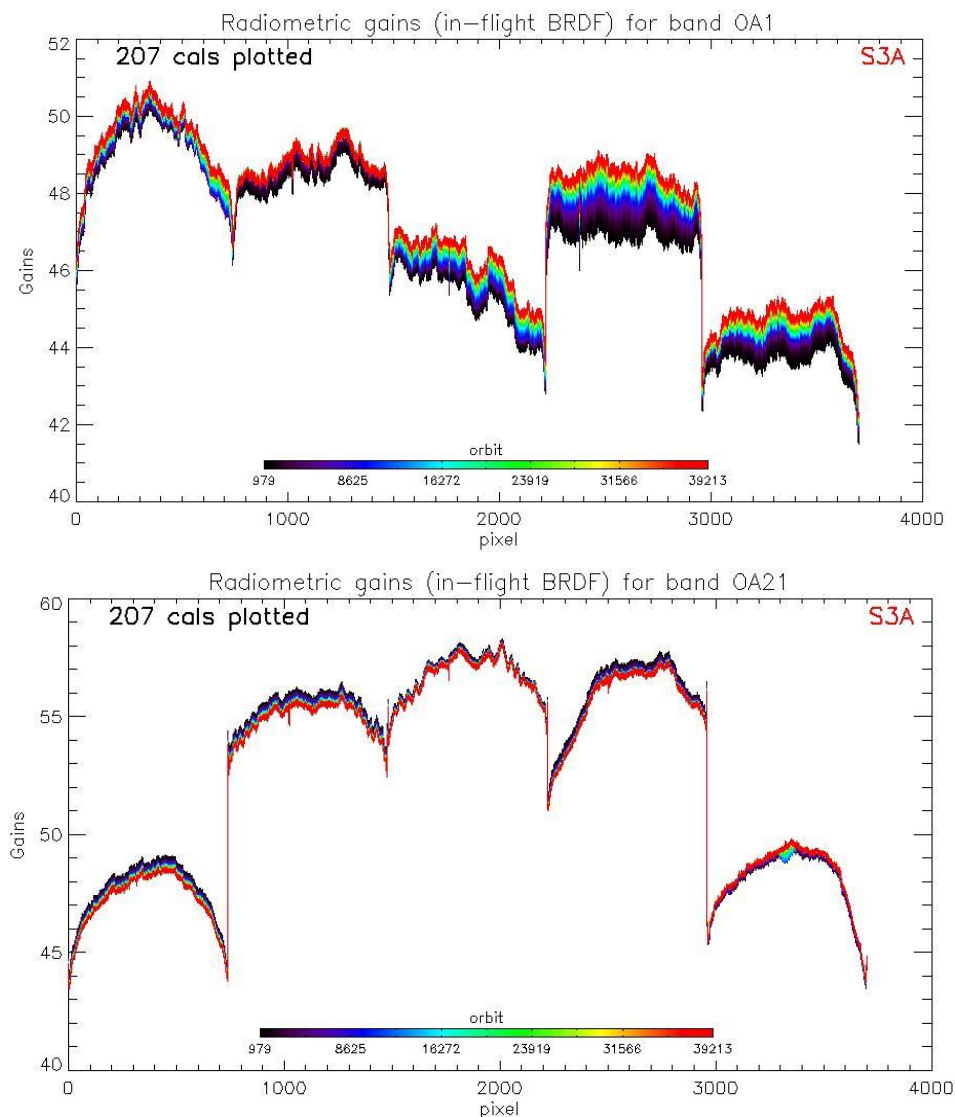 Radiometric gains (in-flight BRDF) for band OA1
52
207 cals plotted
S3A
50
48
46
44
42
40
Gains
orbit
979 8625 16272 23919 31566 39213
0 1000 2000 3000 4000
pixel
Radiometric gains (in-flight BRDF) for band OA21
60
207 cals plotted
S3A
55
50
45
40
Gains
orbit
979 8625 16272 23919 31566 39213
0 1000 2000 3000 4000
pixel